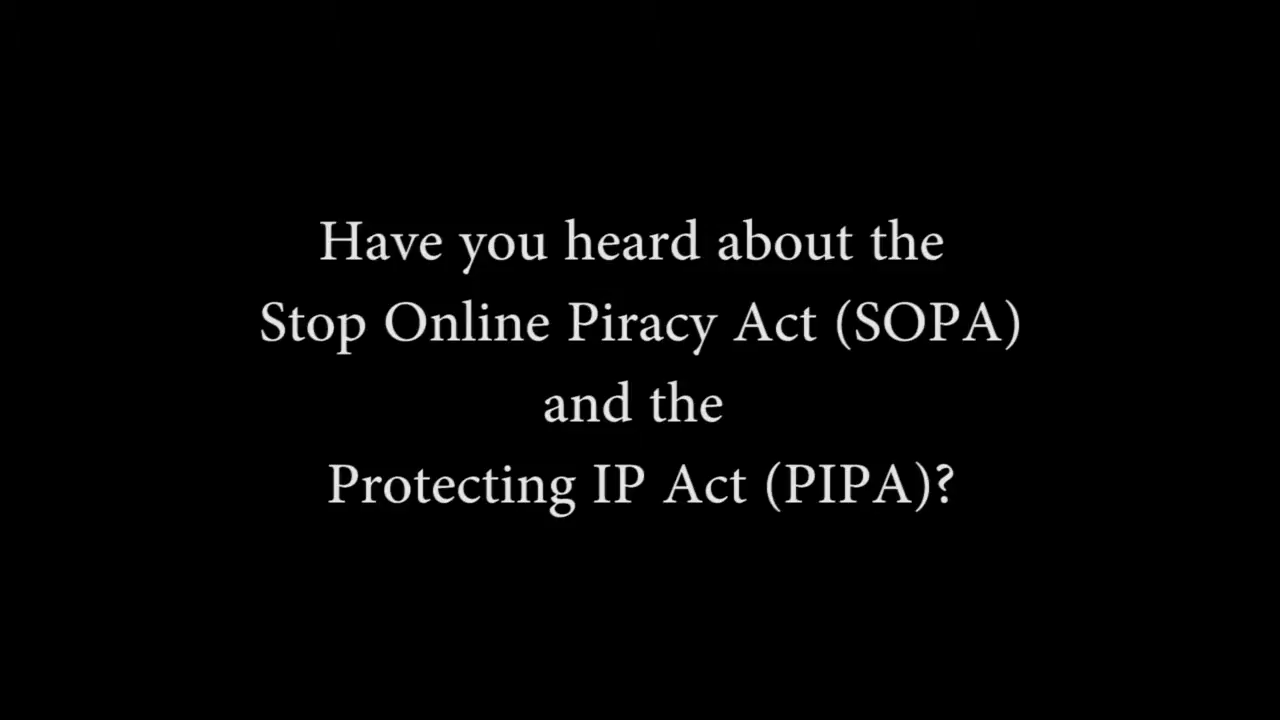 Have you heard about the
Stop Online Piracy Act (SOPA)
and the
Protecting IP Act (PIPA)?